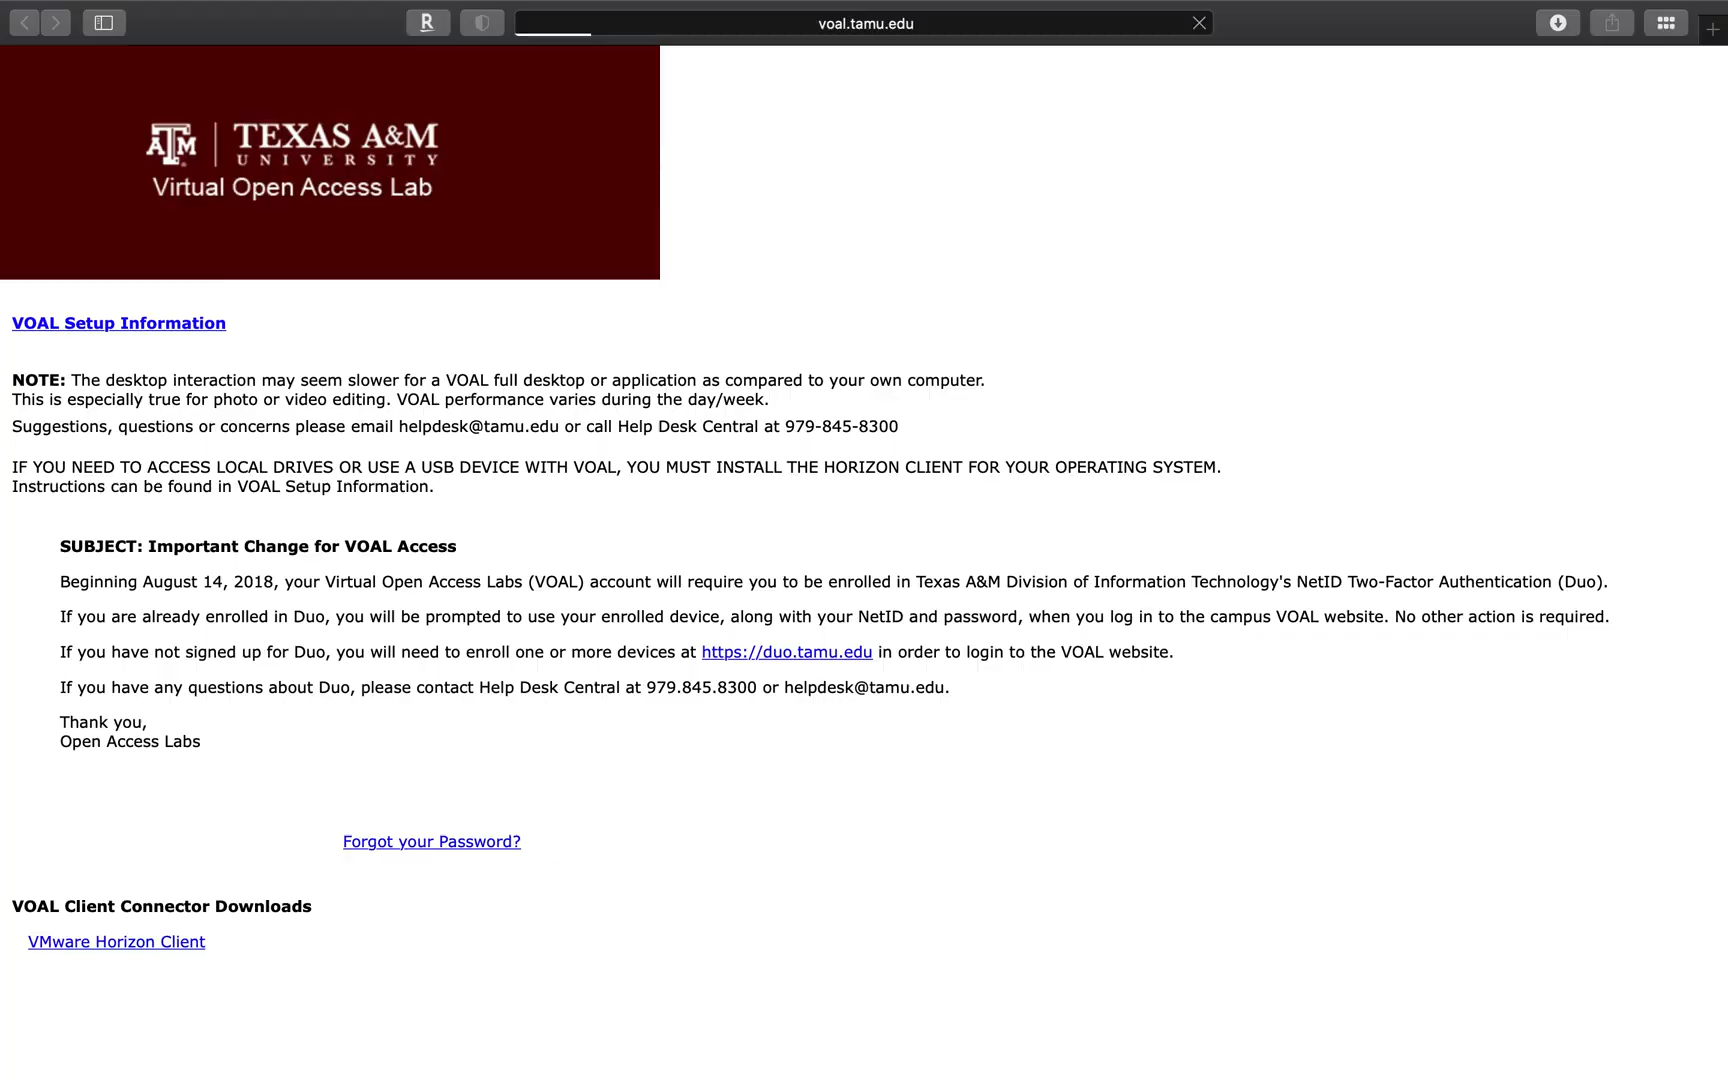 R
voal.tamu.edu
ATM | TEXAS A&M
UNIVERSITY
Virtual Open Access Lab
VOAL Setup Information
NOTE: The desktop interaction may seem slower for a VOAL full desktop or application as compared to your own computer.
This is especially true for photo or video editing. VOAL performance varies during the day/week.
Suggestions, questions or concerns please email helpdesk@tamu.edu or call Help Desk Central at 979-845-8300
IF YOU NEED TO ACCESS LOCAL DRIVES OR USE A USB DEVICE WITH VOAL, YOU MUST INSTALL THE HORIZON CLIENT FOR YOUR OPERATING SYSTEM.
Instructions can be found in VOAL Setup Information.
SUBJECT: Important Change for VOAL Access
Beginning August 14, 2018, your Virtual Open Access Labs (VOAL) account will require you to be enrolled in Texas A&M Division of Information Technology's NetID Two-Factor Authentication (Duo).
If you are already enrolled in Duo, you will be prompted to use your enrolled device, along with your NetID and password, when you log in to the campus VOAL website. No other action is required.
If you have not signed up for Duo, you will need to enroll one or more devices at https://duo.tamu.edu in order to login to the VOAL website.
If you have any questions about Duo, please contact Help Desk Central at 979.845.8300 or helpdesk@tamu.edu.
Thank you,
Open Access Labs
Forgot your Password?
VOAL Client Connector Downloads
VMware Horizon Client